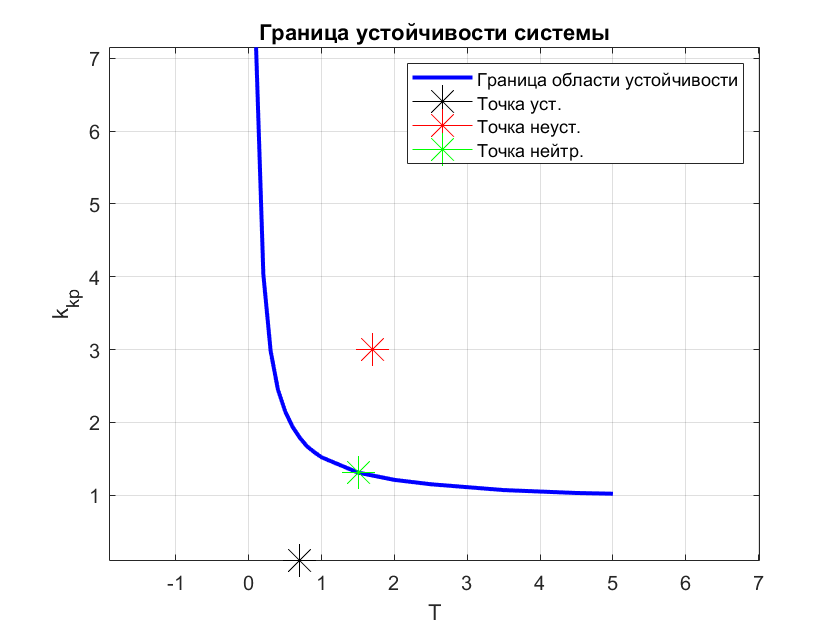 Граница устойчивости системы
Граница области устойчивости
Точка уст.
Точка неуст.
Точка нейтр.
7
6
5
4
3
2
1
k_кр
-1 0 1 2 3 4 5 6 7
T